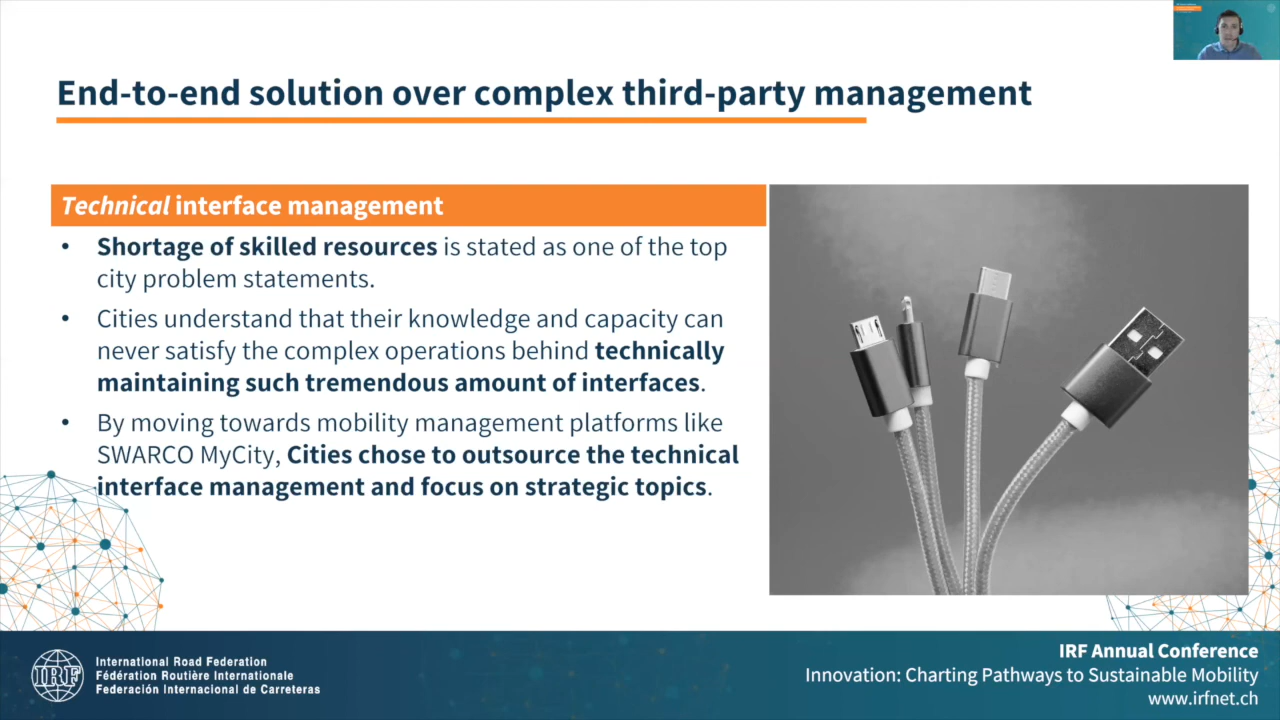 End-to-end solution over complex third-party management
Technical interface management
• Shortage of skilled resources is stated as one of the top
city problem statements.
• Cities understand that their knowledge and capacity can
never satisfy the complex operations behind technically
maintaining such tremendous amount of interfaces.
• By moving towards mobility management platforms like
SWARCO MyCity, Cities chose to outsource the technical
interface management and focus on strategic topics.
IRF
International Road Federation
Fédération Routière Internationale
Federación Internacional de Carreteras
IRF Annual Conference
Innovation: Charting Pathways to Sustainable Mobility
www.irfnet.ch